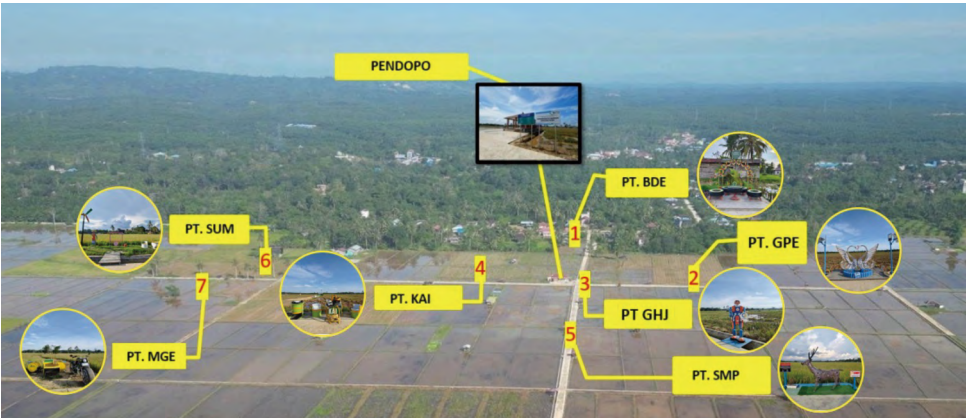 PENDOPO
PT. BDE
1
PT. SUM
6
PT. GPE
2
4
PT. KAI
3
PT GHJ
7
PT. MGE
5
PT. SMP